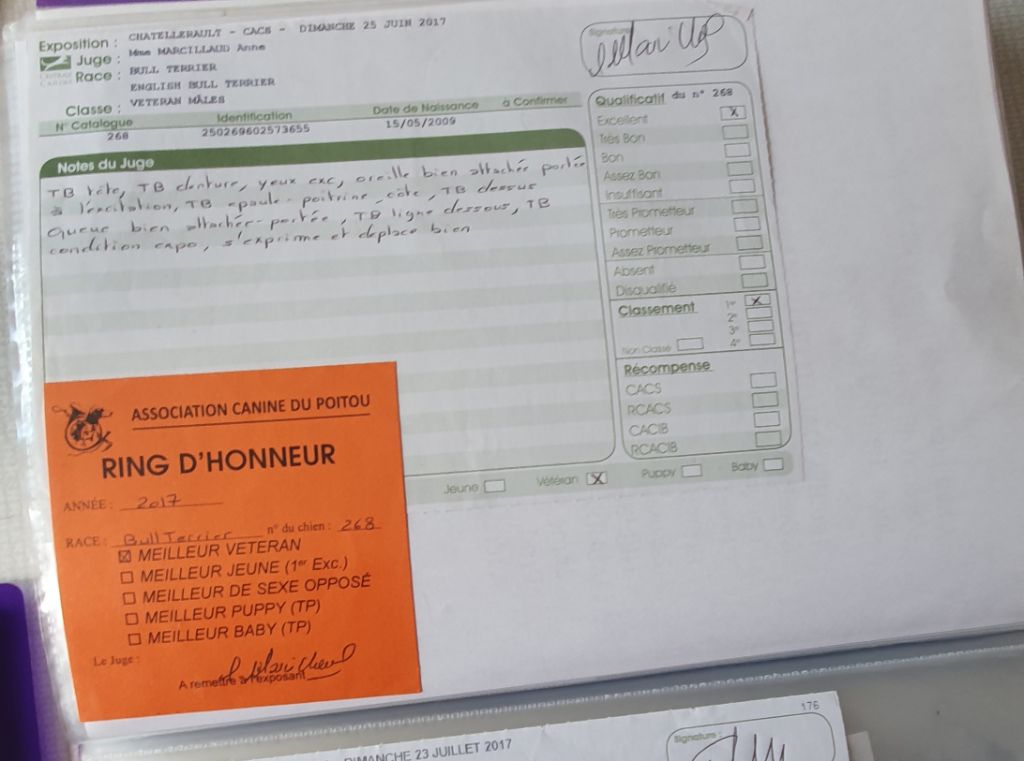 Exposition : CHATELLERAULT - CACS - DIMANCHE 25 JUIN 2017
Juge : Mme MARCILLAUD Anne
Race : BULL TERRIER
ENGLISH BULL TERRIER
Classe : VETERAN MÂLES
N° Catalogue Identification Date de Naissance à Confirmer
268 250269602573655 15/05/2009
Notes du Juge
TB tête, TB denture, yeux exc, oreille bien attachée portée
à l'excitation, TB epaule-poitrine, côte, TB dessus
Queue bien attachée-portée, TB ligne dessous, TB
condition expo, s'exprime et deplace bien
Signature
Qualificatif du n° 268
Excellent X
Très Bon
Bon
Assez Bon
Insuffisant
Très Prometteur
Prometteur
Assez Prometteur
Absent
Disqualifié
Classement 1er X
2e
3e
4e
Non Classé
Récompense
CACS
RCACS
CACIB
RCACIB
Jeune Vétéran X Puppy Baby
ASSOCIATION CANINE DU POITOU
RING D'HONNEUR
ANNÉE : 2017
RACE : Bull Terrier n° du chien : 268
☒ MEILLEUR VETERAN
☐ MEILLEUR JEUNE (1er Exc.)
☐ MEILLEUR DE SEXE OPPOSÉ
☐ MEILLEUR PUPPY (TP)
☐ MEILLEUR BABY (TP)
Le Juge :
A remettre à l'exposant
176
DIMANCHE 23 JUILLET 2017
Signature :